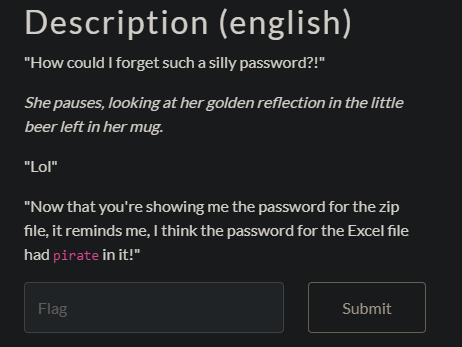 Description (english)
"How could I forget such a silly password?!"
She pauses, looking at her golden reflection in the little
beer left in her mug.
"Lol"
"Now that you're showing me the password for the zip
file, it reminds me, I think the password for the Excel file
had pirate in it!"
Flag
Submit